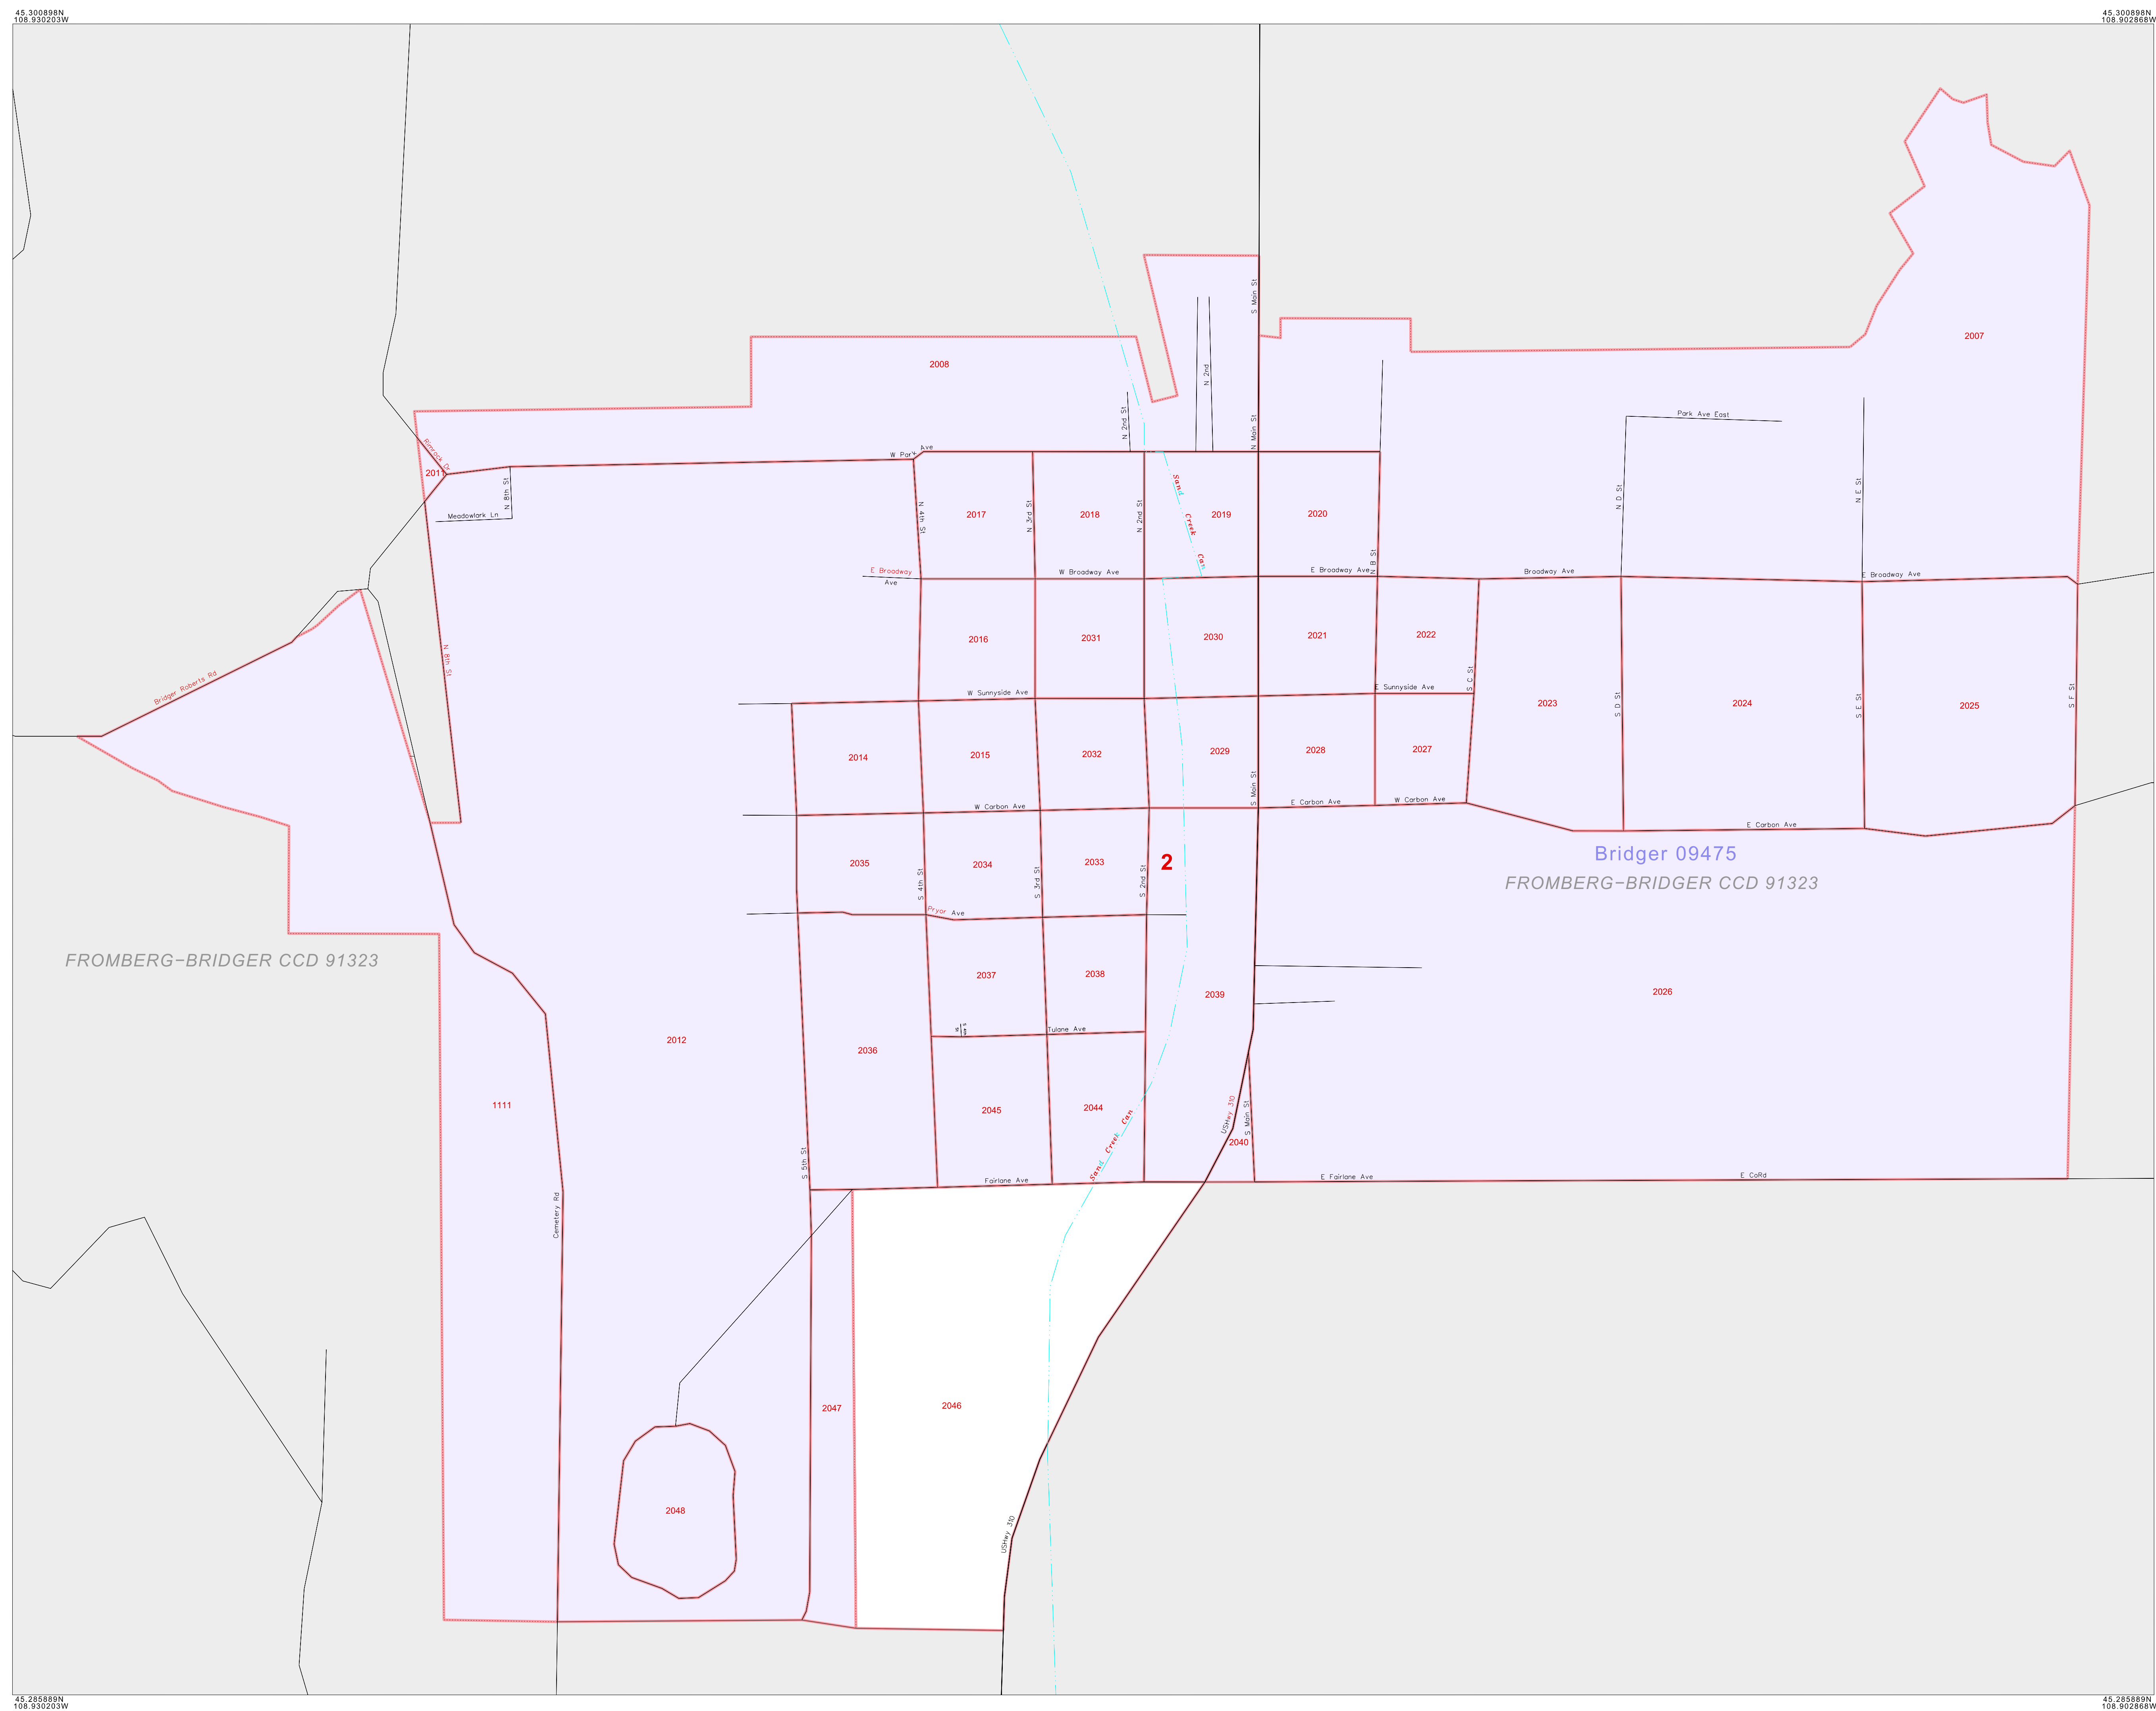 45.300898N
108.930203W
45.300898N
108.902868W
S Main St
2007
2008
N 2nd
N 2nd St
N Main St
Park Ave East
Rimrock Dr
2011
W Park Ave
N 8th St
Meadowlark Ln
N 4th St
2017
N 3rd St
2018
N 2nd St
Sand Creek Can
2019
2020
N B St
N D St
N E St
E Broadway Ave
W Broadway Ave
E Broadway Ave
Broadway Ave
E Broadway Ave
2016
2031
2030
2021
2022
S C St
Bridger Roberts Rd
N 8th St
W Sunnyside Ave
E Sunnyside Ave
2023
S D St
2024
S E St
2025
S F St
2014
2015
2032
2029
S Main St
2028
2027
W Carbon Ave
E Carbon Ave
W Carbon Ave
E Carbon Ave
2035
S 4th St
2034
S 3rd St
2033
S 2nd St
2
Bridger 09475
FROMBERG-BRIDGER CCD 91323
Pryor Ave
FROMBERG-BRIDGER CCD 91323
2037
2038
2039
2026
Tulane Ave
2012
2036
1111
2045
2044
Sand Creek Can
USHwy 310
S Main St
2040
S 5th St
Fairlane Ave
E Fairlane Ave
E CoRd
Cemetery Rd
2047
2046
2048
USHwy 310
45.285889N
108.930203W
45.285889N
108.902868W